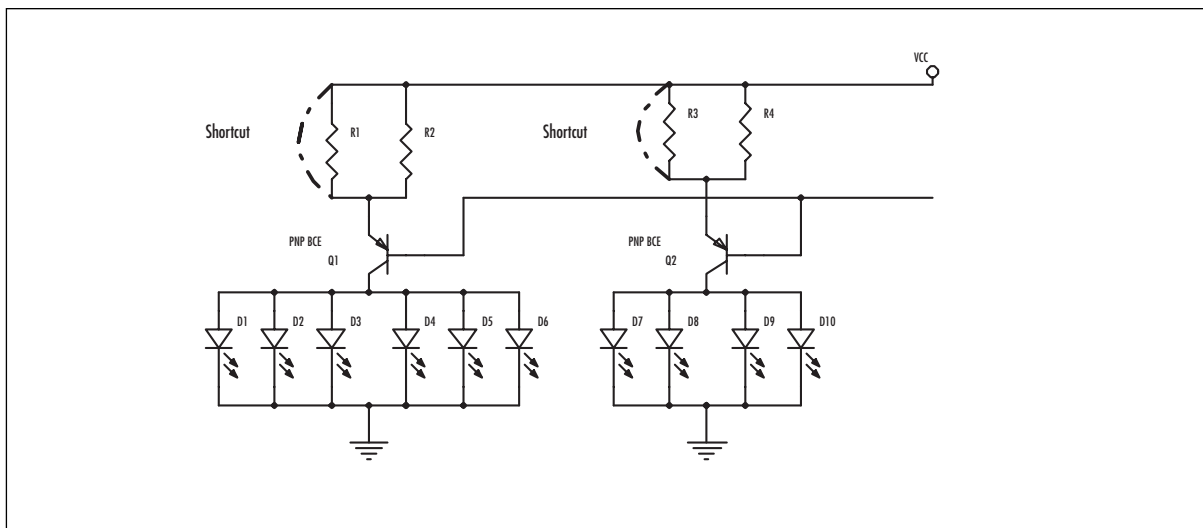 VCC
Shortcut
R1
R2
Shortcut
R3
R4
PNP BCE
Q1
PNP BCE
Q2
D1
D2
D3
D4
D5
D6
D7
D8
D9
D10